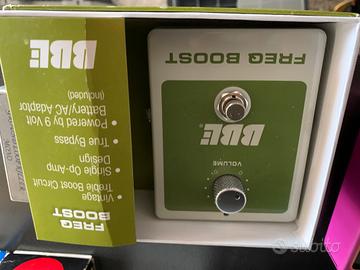 FREQ
BOOST
• Vintage
Treble Boost Circuit
• Single Op-Amp
Design
• True Bypass
• Powered by 9 Volt
Battery/AC Adaptor
(included)
BBE
VOLUME
BBE
FREQ BOOST
subito